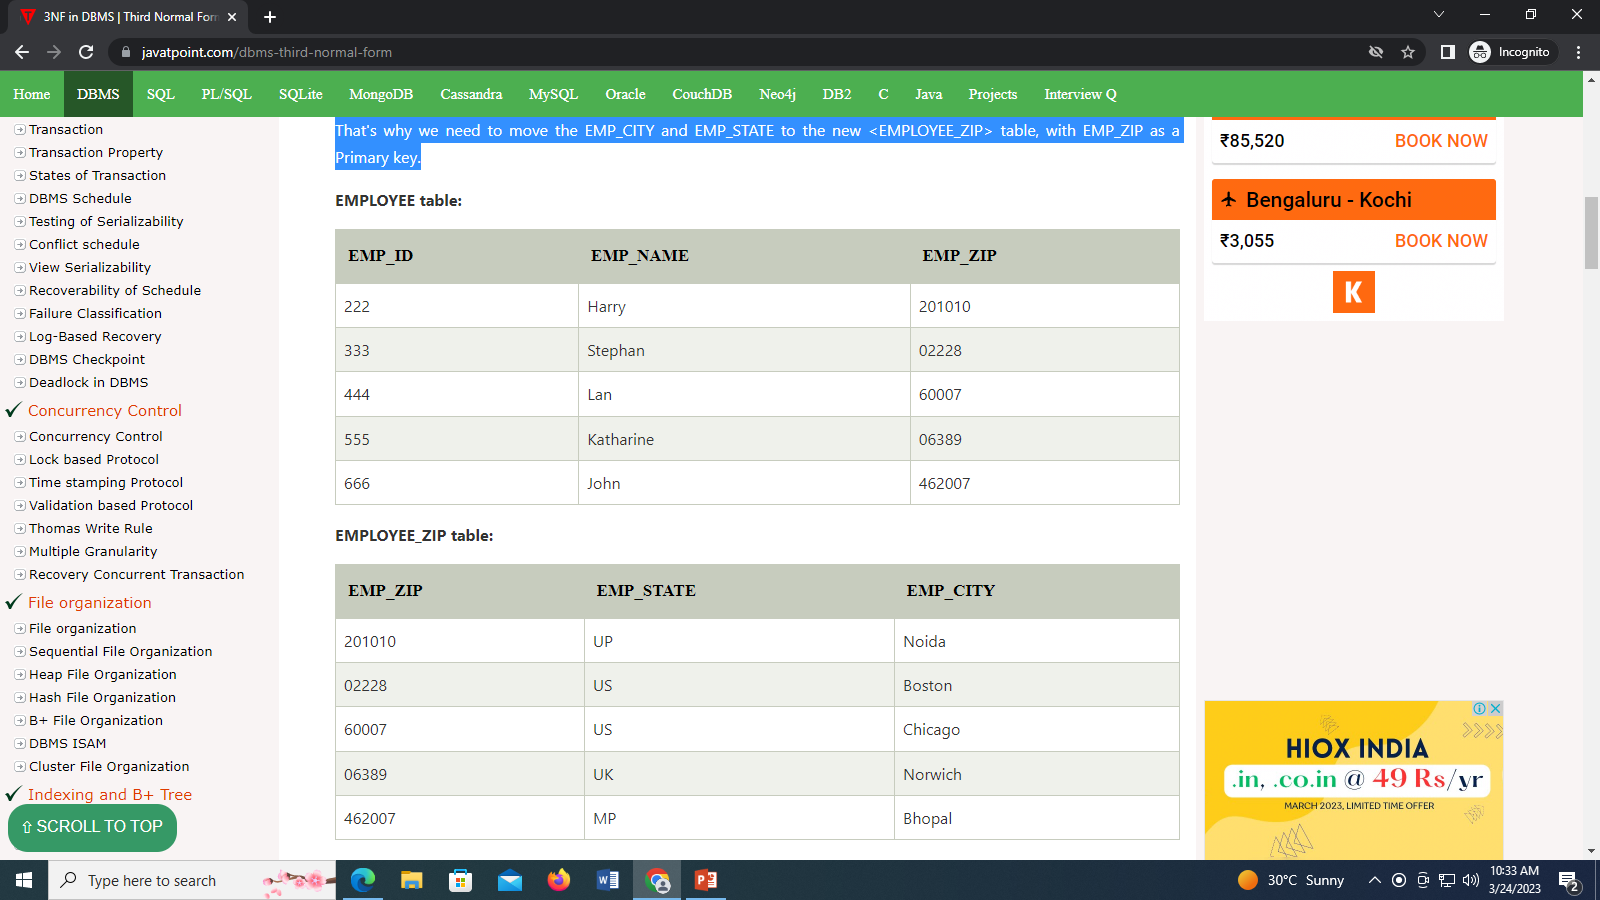 3NF in DBMS | Third Normal Forn
javatpoint.com/dbms-third-normal-form
Incognito
Home DBMS SQL PL/SQL SQLite MongoDB Cassandra MySQL Oracle CouchDB Neo4j DB2 C Java Projects Interview Q
Transaction
Transaction Property
States of Transaction
DBMS Schedule
Testing of Serializability
Conflict schedule
View Serializability
Recoverability of Schedule
Failure Classification
Log-Based Recovery
DBMS Checkpoint
Deadlock in DBMS
Concurrency Control
Concurrency Control
Lock based Protocol
Time stamping Protocol
Validation based Protocol
Thomas Write Rule
Multiple Granularity
Recovery Concurrent Transaction
File organization
File organization
Sequential File Organization
Heap File Organization
Hash File Organization
B+ File Organization
DBMS ISAM
Cluster File Organization
Indexing and B+ Tree
⇧ SCROLL TO TOP
That's why we need to move the EMP_CITY and EMP_STATE to the new <EMPLOYEE_ZIP> table, with EMP_ZIP as a
Primary key.
EMPLOYEE table:
EMP_ID EMP_NAME EMP_ZIP
222 Harry 201010
333 Stephan 02228
444 Lan 60007
555 Katharine 06389
666 John 462007
EMPLOYEE_ZIP table:
EMP_ZIP EMP_STATE EMP_CITY
201010 UP Noida
02228 US Boston
60007 US Chicago
06389 UK Norwich
462007 MP Bhopal
₹85,520 BOOK NOW
Bengaluru - Kochi
₹3,055 BOOK NOW
K
HIOX INDIA
.in, .co.in @ 49 Rs/yr
MARCH 2023, LIMITED TIME OFFER
Type here to search
30°C Sunny
10:33 AM
3/24/2023
2